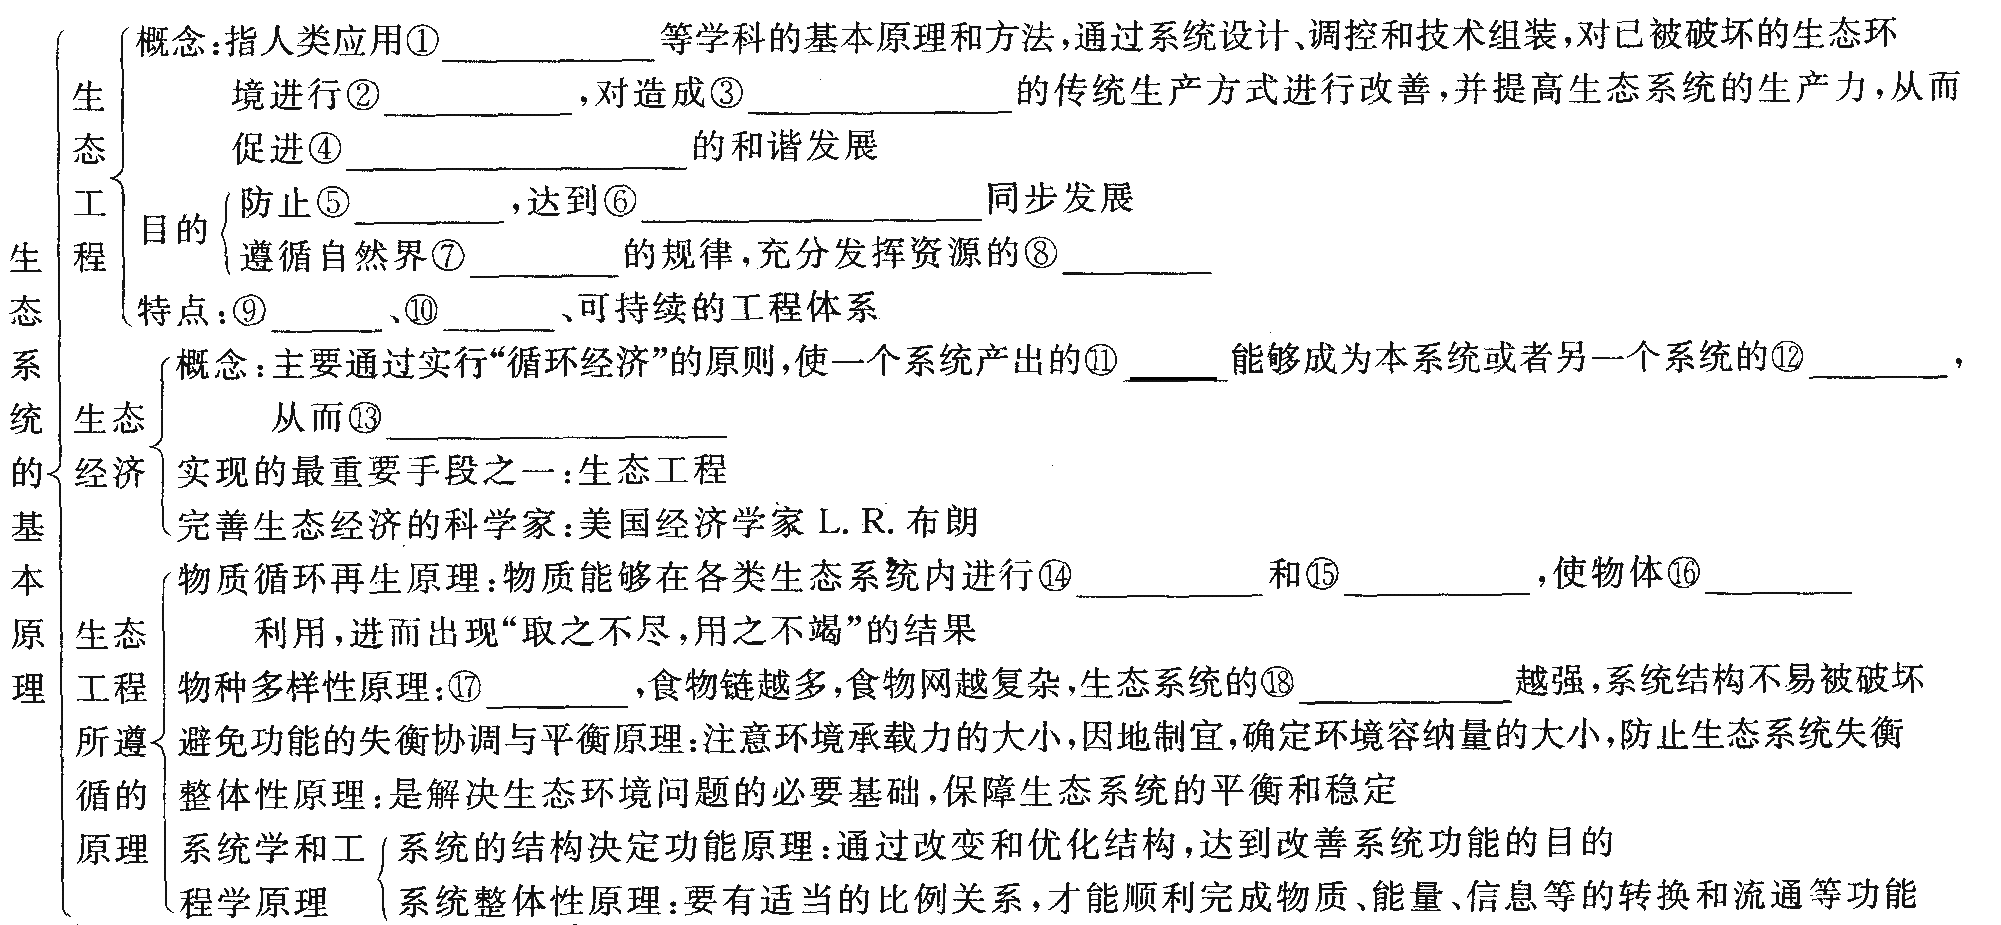 生态系统的基本原理
生态工程
概念:指人类应用①__________等学科的基本原理和方法,通过系统设计、调控和技术组装,对已被破坏的生态环
境进行②__________,对造成③__________的传统生产方式进行改善,并提高生态系统的生产力,从而
促进④__________的和谐发展
目的
防止⑤__________,达到⑥__________同步发展
遵循自然界⑦__________的规律,充分发挥资源的⑧__________
特点:⑨______、⑩______、可持续的工程体系
生态经济
概念:主要通过实行“循环经济”的原则,使一个系统产出的⑪______能够成为本系统或者另一个系统的⑫________,
从而⑬__________
实现的最重要手段之一:生态工程
完善生态经济的科学家:美国经济学家 L. R. 布朗
生态工程所遵循的原理
物质循环再生原理:物质能够在各类生态系统内进行⑭__________和⑮__________,使物体⑯________
利用,进而出现“取之不尽,用之不竭”的结果
物种多样性原理:⑰________,食物链越多,食物网越复杂,生态系统的⑱__________越强,系统结构不易被破坏
避免功能的失衡协调与平衡原理:注意环境承载力的大小,因地制宜,确定环境容纳量的大小,防止生态系统失衡
整体性原理:是解决生态环境问题的必要基础,保障生态系统的平衡和稳定
系统学和工程学原理
系统的结构决定功能原理:通过改变和优化结构,达到改善系统功能的目的
系统整体性原理:要有适当的比例关系,才能顺利完成物质、能量、信息等的转换和流通等功能